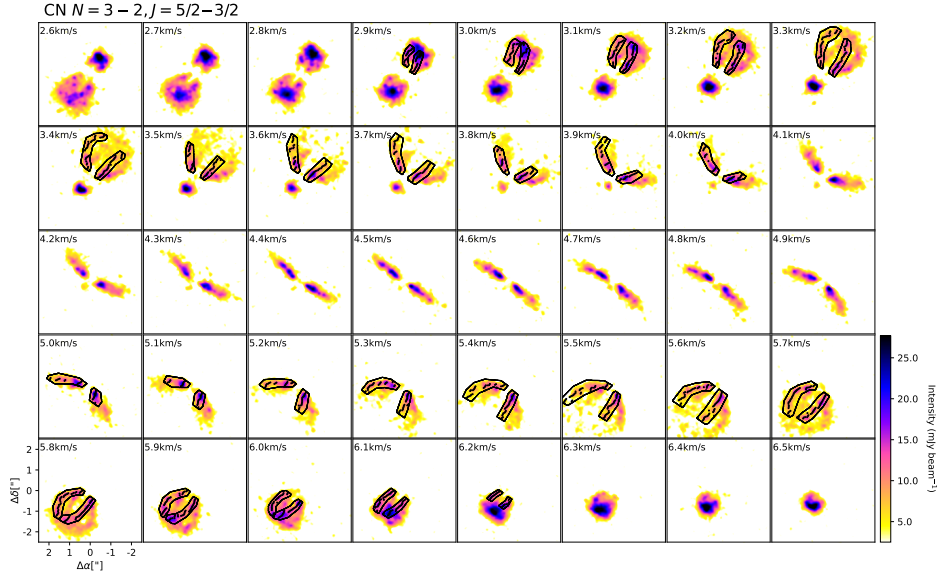 CN N = 3 − 2, J = 5/2−3/2
2.6km/s 2.7km/s 2.8km/s 2.9km/s 3.0km/s 3.1km/s 3.2km/s 3.3km/s
3.4km/s 3.5km/s 3.6km/s 3.7km/s 3.8km/s 3.9km/s 4.0km/s 4.1km/s
4.2km/s 4.3km/s 4.4km/s 4.5km/s 4.6km/s 4.7km/s 4.8km/s 4.9km/s
5.0km/s 5.1km/s 5.2km/s 5.3km/s 5.4km/s 5.5km/s 5.6km/s 5.7km/s
5.8km/s 5.9km/s 6.0km/s 6.1km/s 6.2km/s 6.3km/s 6.4km/s 6.5km/s
2
1
0
-1
-2
Δδ["]
2 1 0 -1 -2
Δα["]
25.0
20.0
15.0
10.0
5.0
Intensity (mJy beam⁻¹)